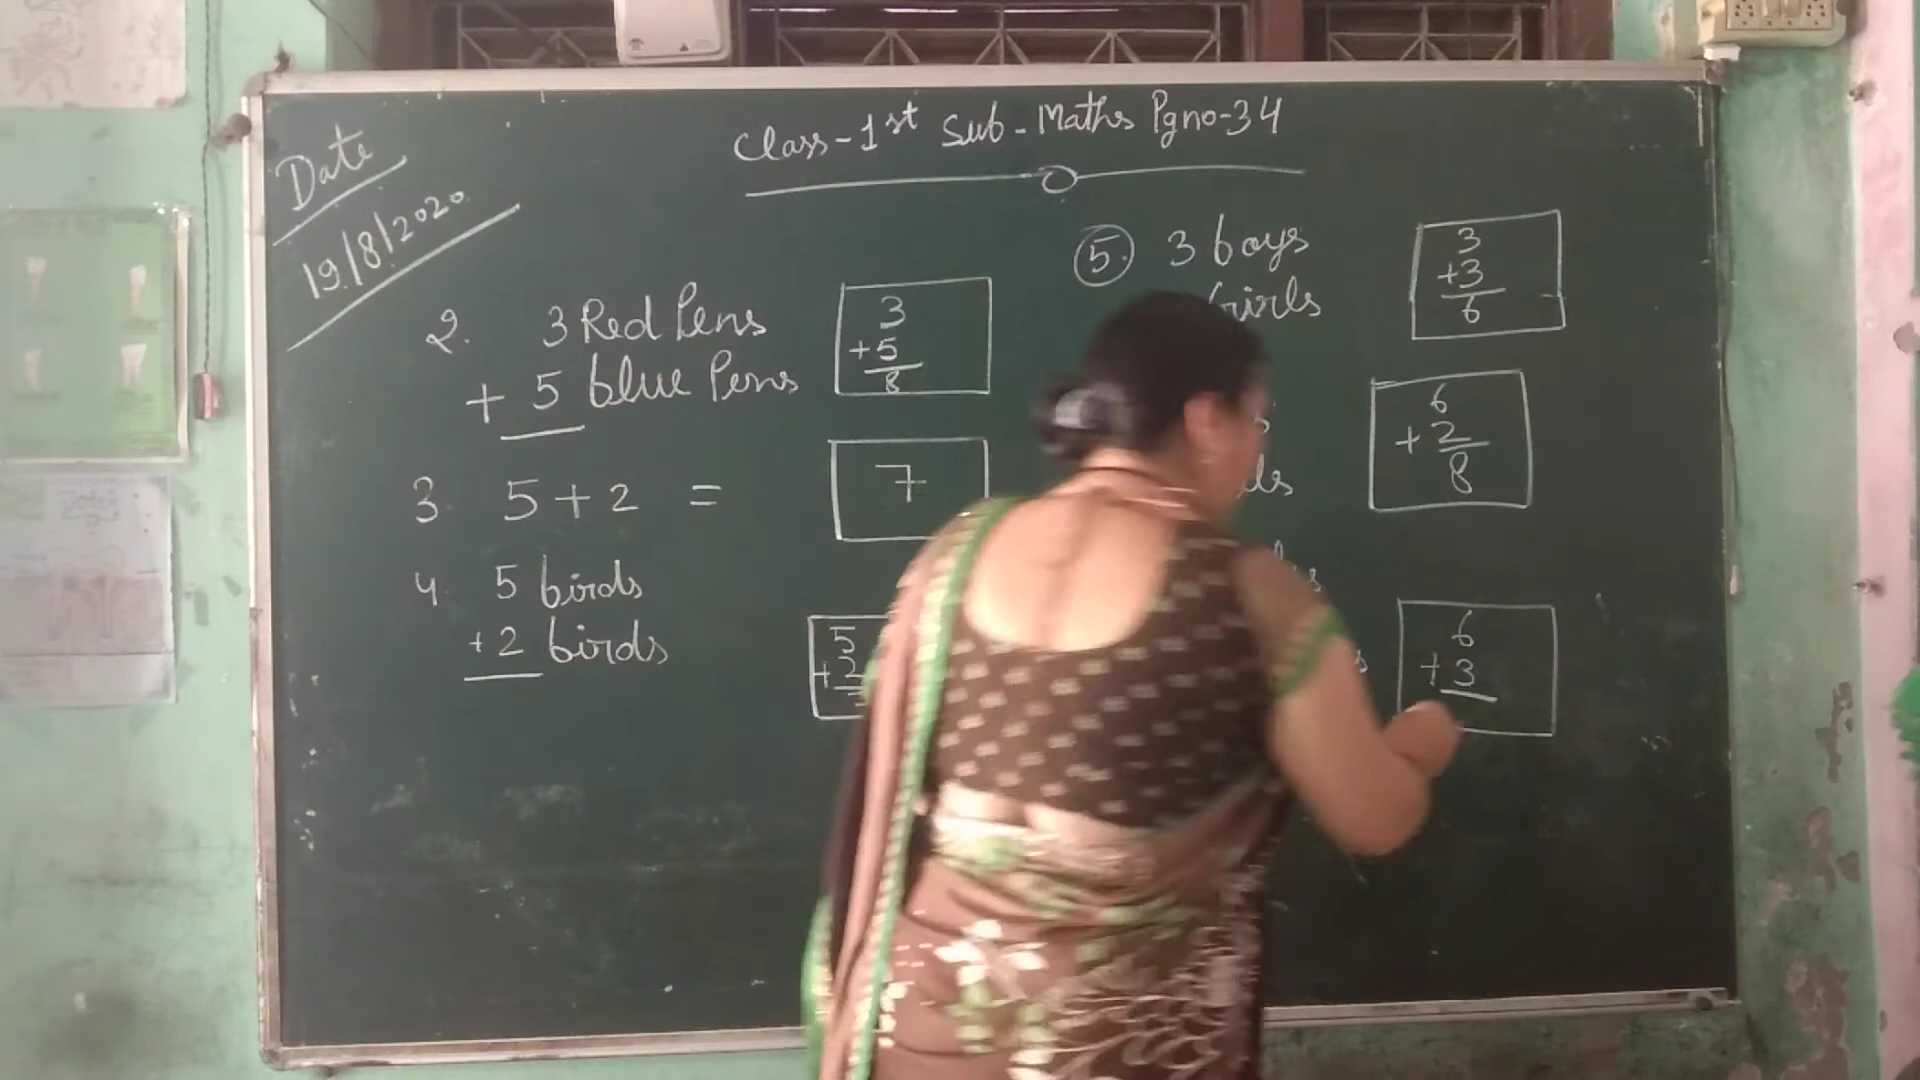 Date
19/8/2020
Class-1st Sub-Maths Pgno-34
2. 3 Red Pens
+ 5 blue Pens
3
+5
8
3. 5+2 =
7
4. 5 birds
+2 birds
5
+2
5. 3 boys
girls
3
+3
6
6
+2
8
6
+3